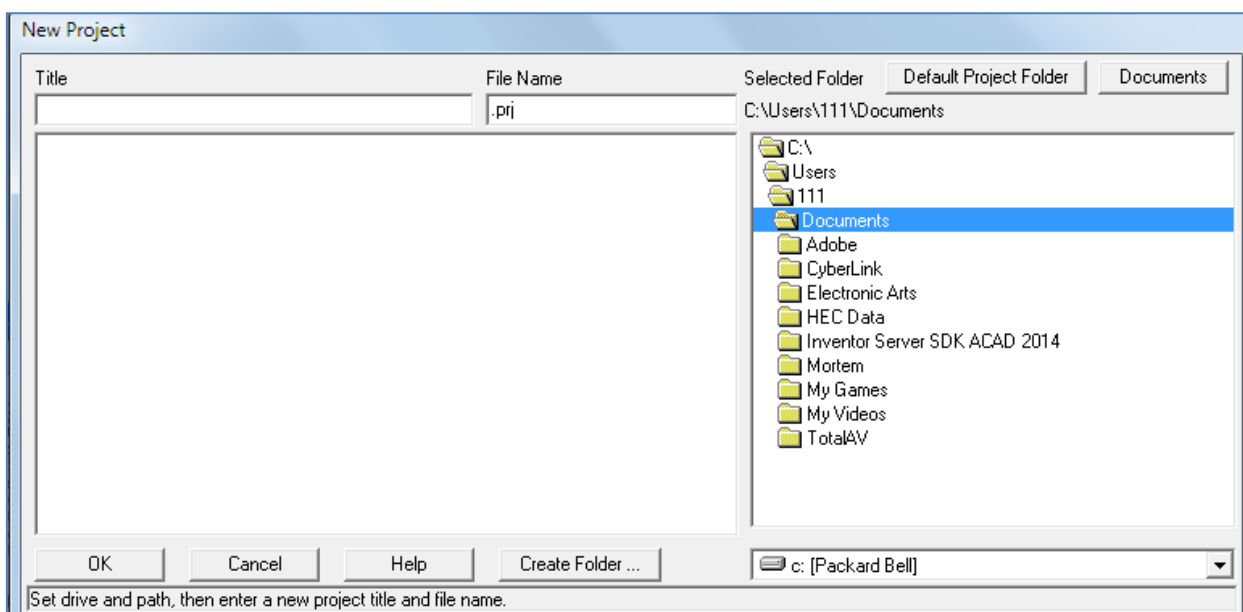 New Project
Title
File Name
Selected Folder
Default Project Folder
Documents
.prj
C:\Users\111\Documents
C:\
Users
111
Documents
Adobe
CyberLink
Electronic Arts
HEC Data
Inventor Server SDK ACAD 2014
Mortem
My Games
My Videos
TotalAV
OK
Cancel
Help
Create Folder ...
c: [Packard Bell]
Set drive and path, then enter a new project title and file name.